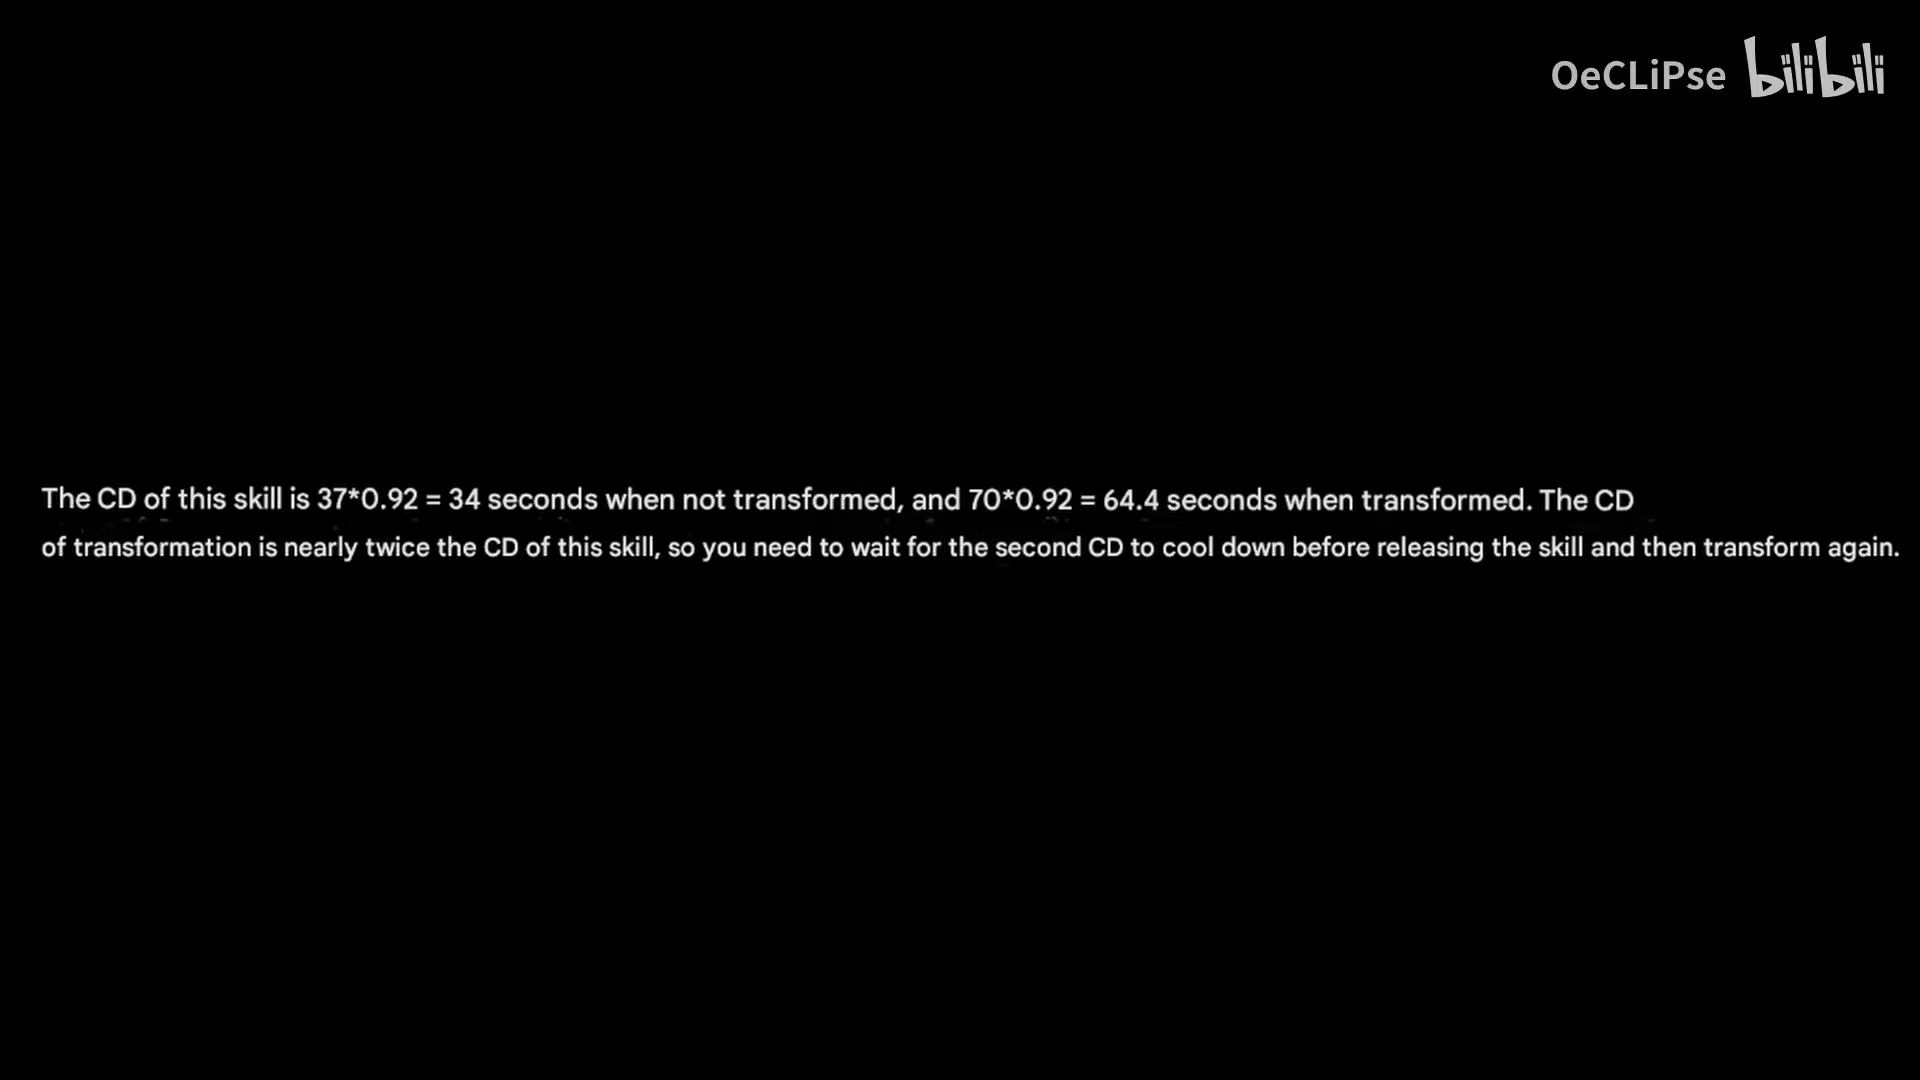 OeCLiPse bilibili
The CD of this skill is 37*0.92 = 34 seconds when not transformed, and 70*0.92 = 64.4 seconds when transformed. The CD
of transformation is nearly twice the CD of this skill, so you need to wait for the second CD to cool down before releasing the skill and then transform again.